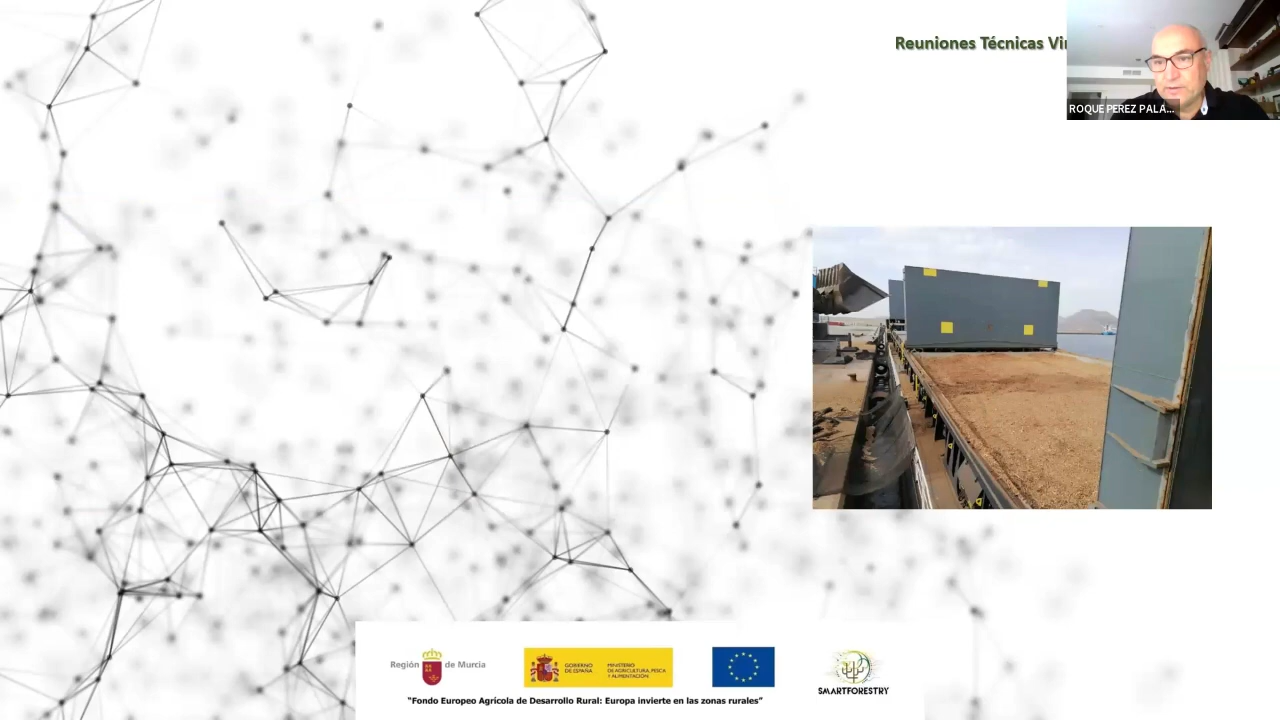 Reuniones Técnicas Vi
ROQUE PEREZ PALA...
Región de Murcia
GOBIERNO
DE ESPAÑA
MINISTERIO
DE AGRICULTURA, PESCA
Y ALIMENTACIÓN
SMARTFORESTRY
“Fondo Europeo Agrícola de Desarrollo Rural: Europa invierte en las zonas rurales”